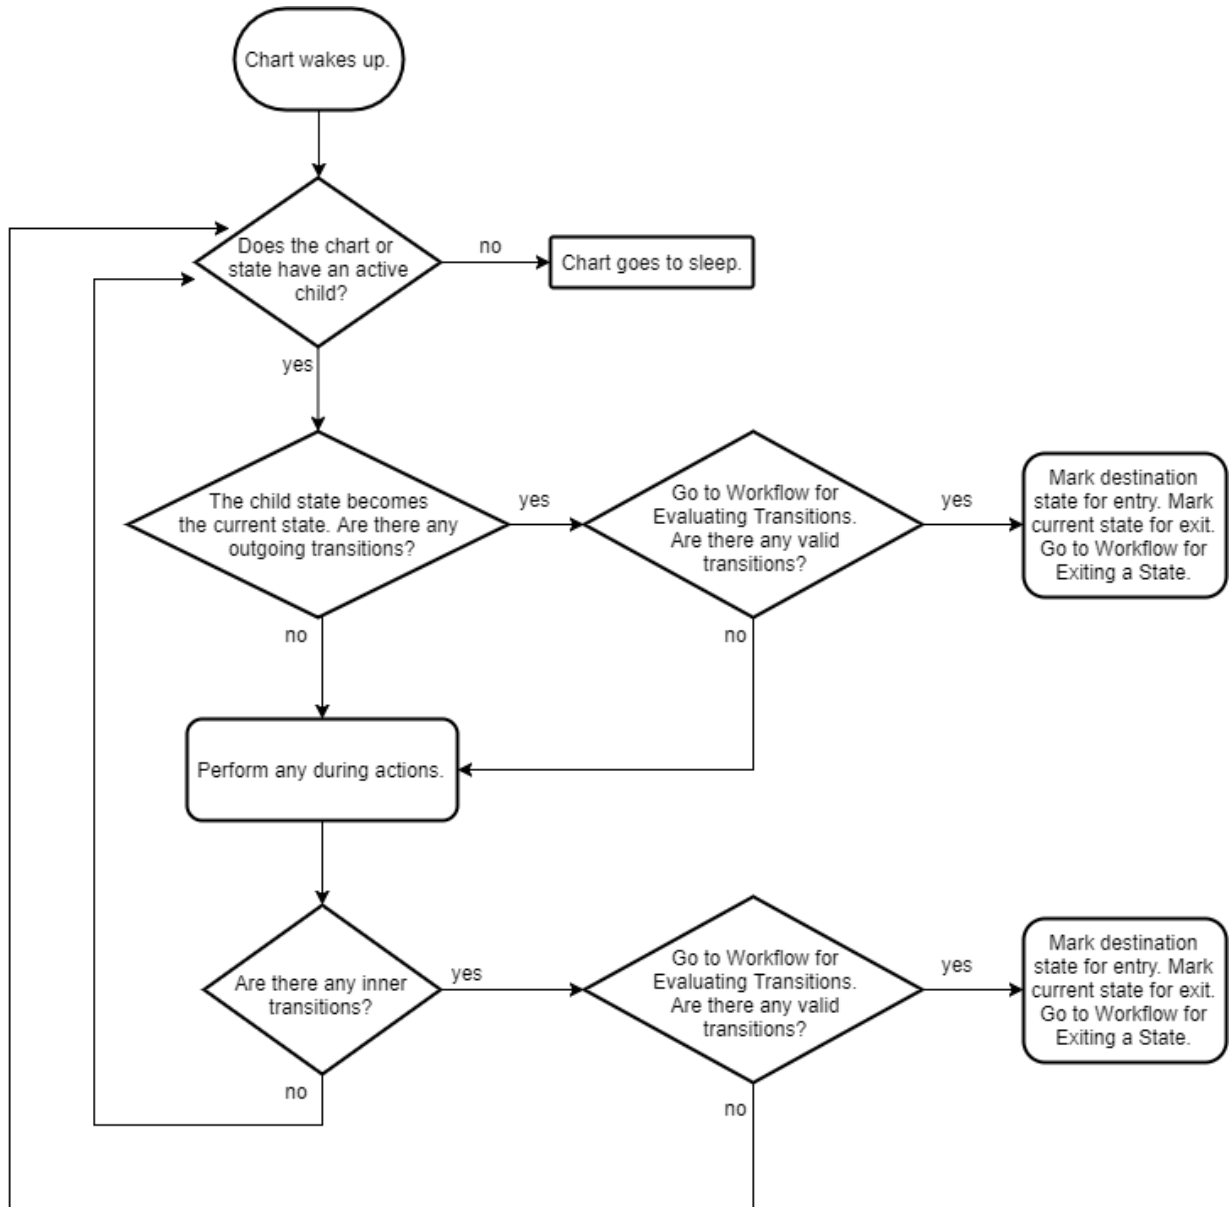 Chart wakes up.
Does the chart or
state have an active
child?
no
Chart goes to sleep.
yes
The child state becomes
the current state. Are there any
outgoing transitions?
yes
Go to Workflow for
Evaluating Transitions.
Are there any valid
transitions?
yes
Mark destination
state for entry. Mark
current state for exit.
Go to Workflow for
Exiting a State.
no
no
Perform any during actions.
Are there any inner
transitions?
yes
Go to Workflow for
Evaluating Transitions.
Are there any valid
transitions?
yes
Mark destination
state for entry. Mark
current state for exit.
Go to Workflow for
Exiting a State.
no
no